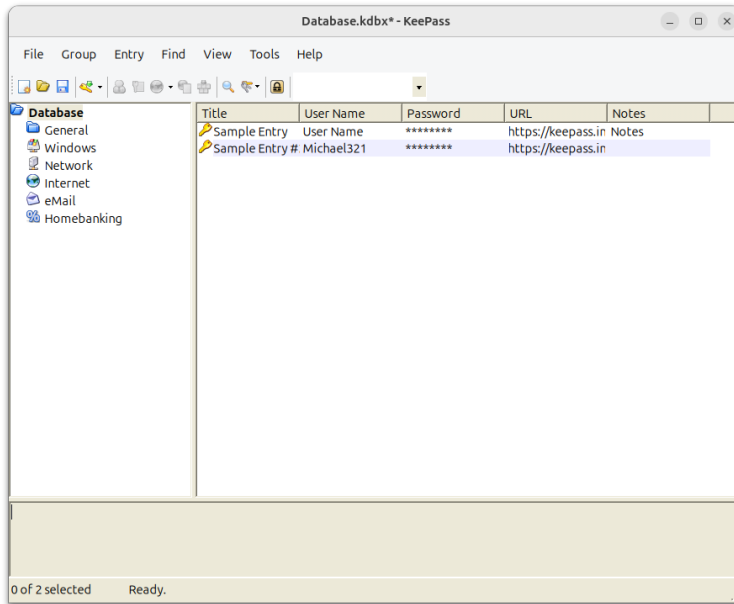 Database.kdbx* - KeePass
File Group Entry Find View Tools Help
Database
General
Windows
Network
Internet
eMail
Homebanking
Title User Name Password URL Notes
Sample Entry User Name ******** https://keepass.in Notes
Sample Entry # Michael321 ******** https://keepass.in
0 of 2 selected Ready.